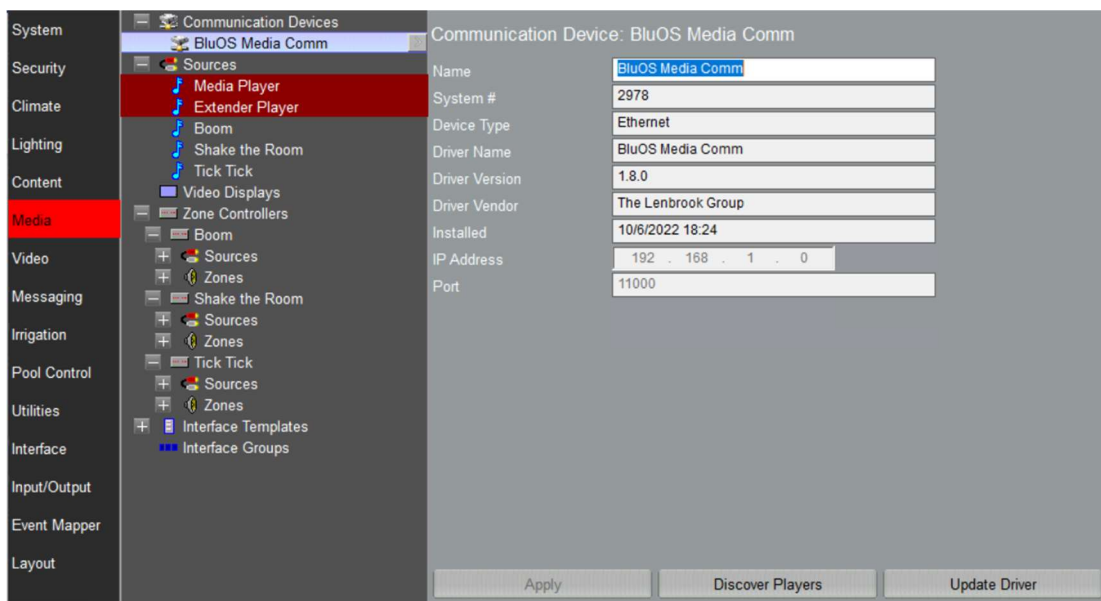 System
Security
Climate
Lighting
Content
Media
Video
Messaging
Irrigation
Pool Control
Utilities
Interface
Input/Output
Event Mapper
Layout
Communication Devices
BluOS Media Comm
Sources
Media Player
Extender Player
Boom
Shake the Room
Tick Tick
Video Displays
Zone Controllers
Boom
Sources
Zones
Shake the Room
Sources
Zones
Tick Tick
Sources
Zones
Interface Templates
Interface Groups
Communication Device: BluOS Media Comm
Name BluOS Media Comm
System # 2978
Device Type Ethernet
Driver Name BluOS Media Comm
Driver Version 1.8.0
Driver Vendor The Lenbrook Group
Installed 10/6/2022 18:24
IP Address 192 . 168 . 1 . 0
Port 11000
Apply Discover Players Update Driver